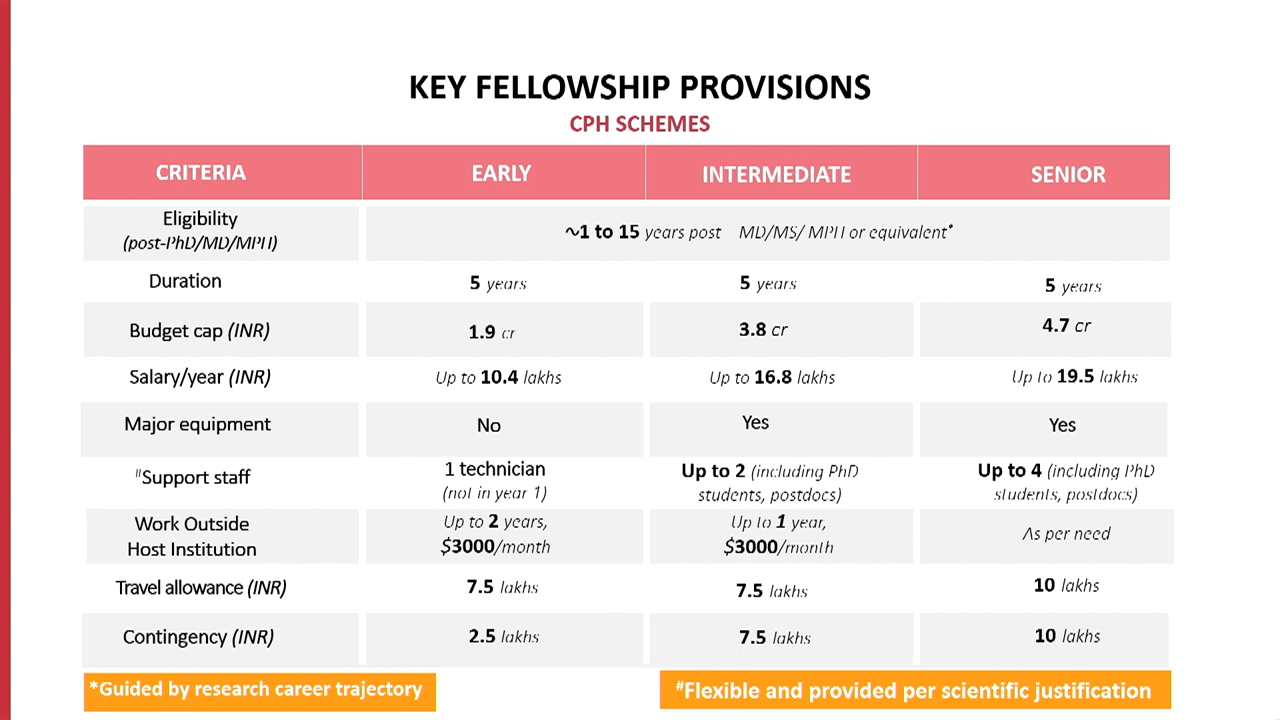 KEY FELLOWSHIP PROVISIONS
CPH SCHEMES
CRITERIA EARLY INTERMEDIATE SENIOR
Eligibility
(post-PhD/MD/MPH)
~1 to 15 years post MD/MS/ MPH or equivalent*
Duration 5 years 5 years 5 years
Budget cap (INR) 1.9 cr 3.8 cr 4.7 cr
Salary/year (INR) Up to 10.4 lakhs Up to 16.8 lakhs Up to 19.5 lakhs
Major equipment No Yes Yes
#Support staff
1 technician
(not in year 1)
Up to 2 (including PhD
students, postdocs)
Up to 4 (including PhD
students, postdocs)
Work Outside
Host Institution
Up to 2 years,
$3000/month
Up to 1 year,
$3000/month
As per need
Travel allowance (INR) 7.5 lakhs 7.5 lakhs 10 lakhs
Contingency (INR) 2.5 lakhs 7.5 lakhs 10 lakhs
*Guided by research career trajectory
#Flexible and provided per scientific justification